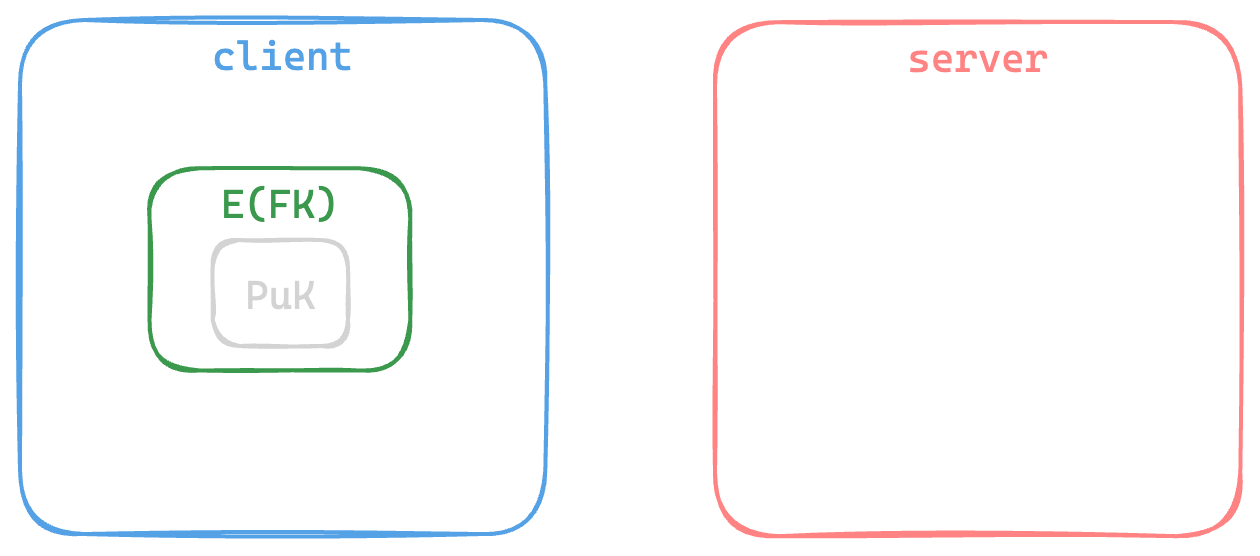 client
server
E(FK)
PuK